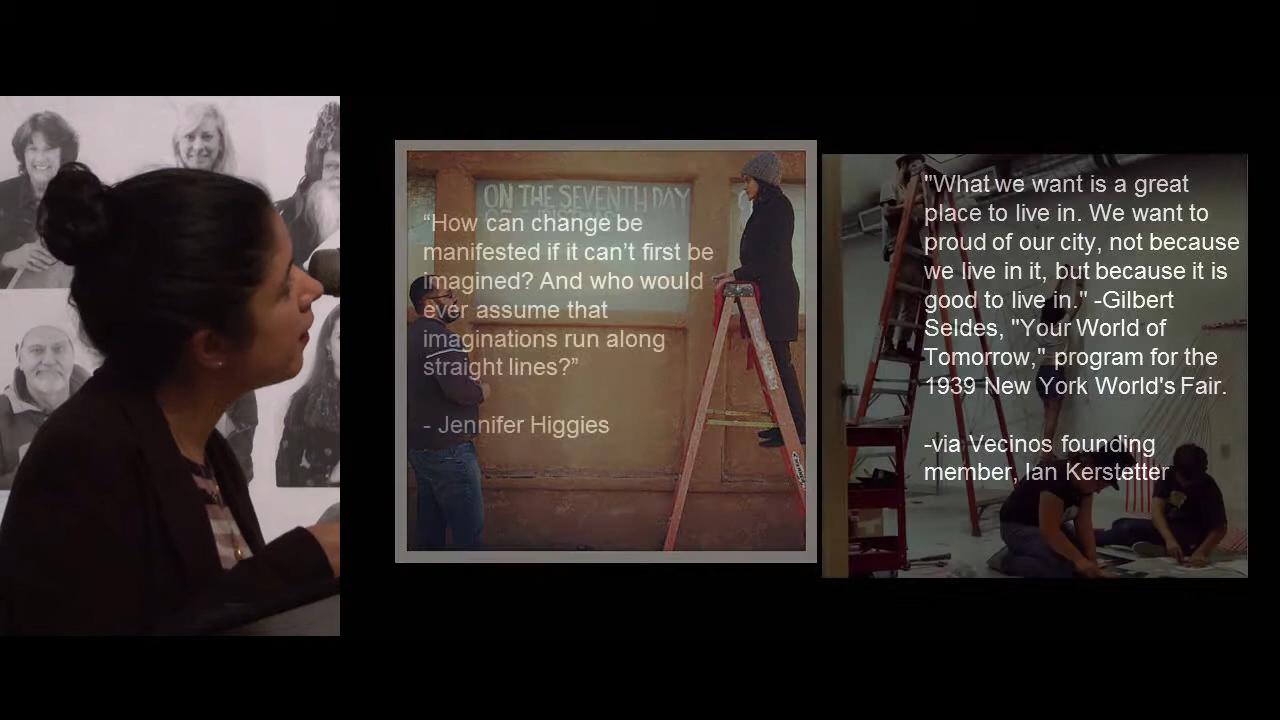 ON THE SEVENTH DAY
“How can change be
manifested if it can’t first be
imagined? And who would
ever assume that
imaginations run along
straight lines?”
- Jennifer Higgies
"What we want is a great
place to live in. We want to
proud of our city, not because
we live in it, but because it is
good to live in." -Gilbert
Seldes, "Your World of
Tomorrow," program for the
1939 New York World's Fair.
-via Vecinos founding
member, Ian Kerstetter